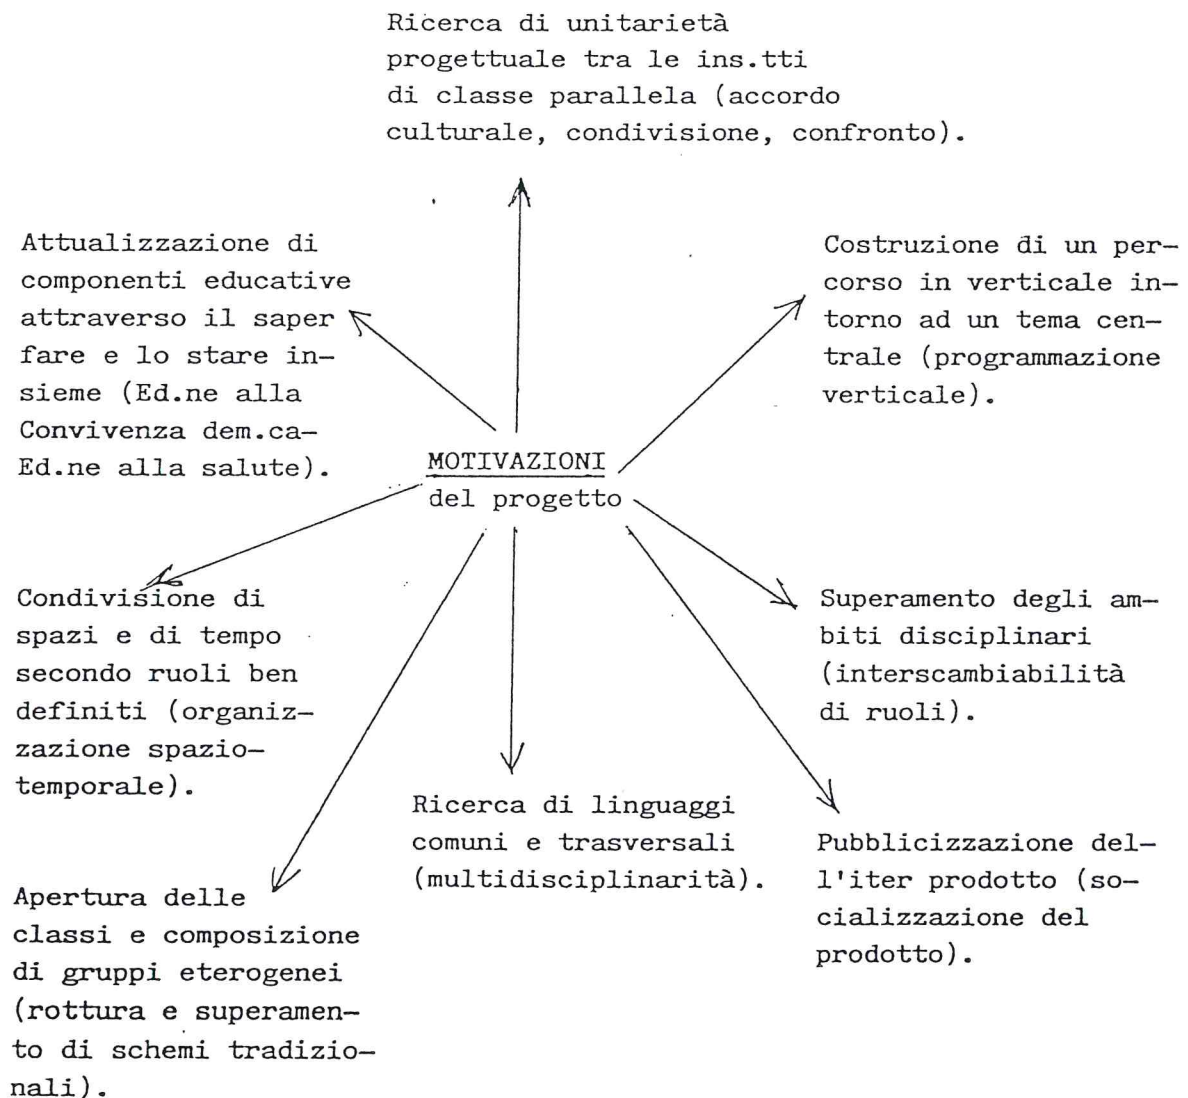 Ricerca di unitarietà
progettuale tra le ins.tti
di classe parallela (accordo
culturale, condivisione, confronto).
Attualizzazione di
componenti educative
attraverso il saper
fare e lo stare in-
sieme (Ed.ne alla
Convivenza dem.ca-
Ed.ne alla salute).
Costruzione di un per-
corso in verticale in-
torno ad un tema cen-
trale (programmazione
verticale).
MOTIVAZIONI
del progetto
Condivisione di
spazi e di tempo
secondo ruoli ben
definiti (organiz-
zazione spazio-
temporale).
Superamento degli am-
biti disciplinari
(interscambiabilità
di ruoli).
Apertura delle
classi e composizione
di gruppi eterogenei
(rottura e superamen-
to di schemi tradizio-
nali).
Ricerca di linguaggi
comuni e trasversali
(multidisciplinarità).
Pubblicizzazione del-
l'iter prodotto (so-
cializzazione del
prodotto).